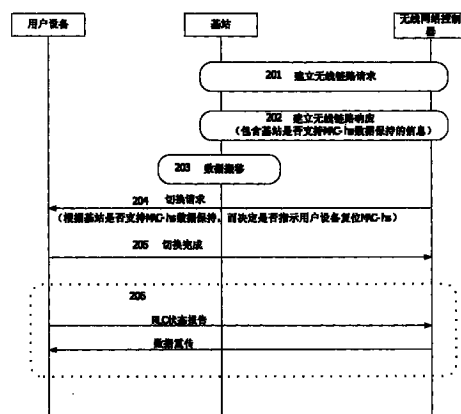 用户设备
基站
无线网络控制
器
201 建立无线链路请求
202 建立无线链路响应
(包含基站是否支持MAC-hs数据保持的信息)
203 数据搬移
204 切换请求
(根据基站是否支持MAC-hs数据保持，而决定是否指示用户设备复位MAC-hs)
205 切换完成
206
RLC状态报告
数据重传